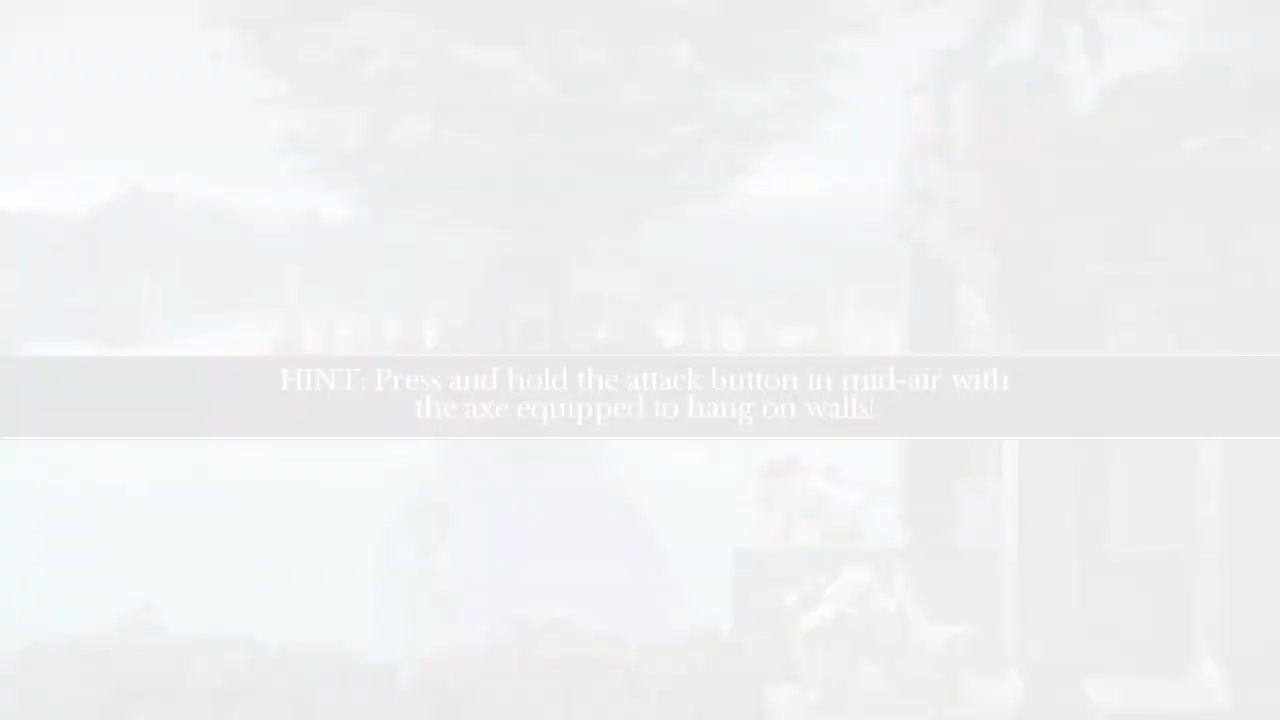 HINT: Press and hold the attack button in mid-air with
the axe equipped to hang on walls!